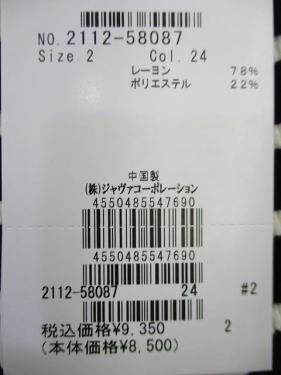 NO. 2112-58087
Size 2 Col. 24
レーヨン 78%
ポリエステル 22%
中国製
(株)ジャヴァコーポレーション
4550485547690
4550485547690
2112-58087 24 #2
税込価格¥9,350 2
(本体価格¥8,500)